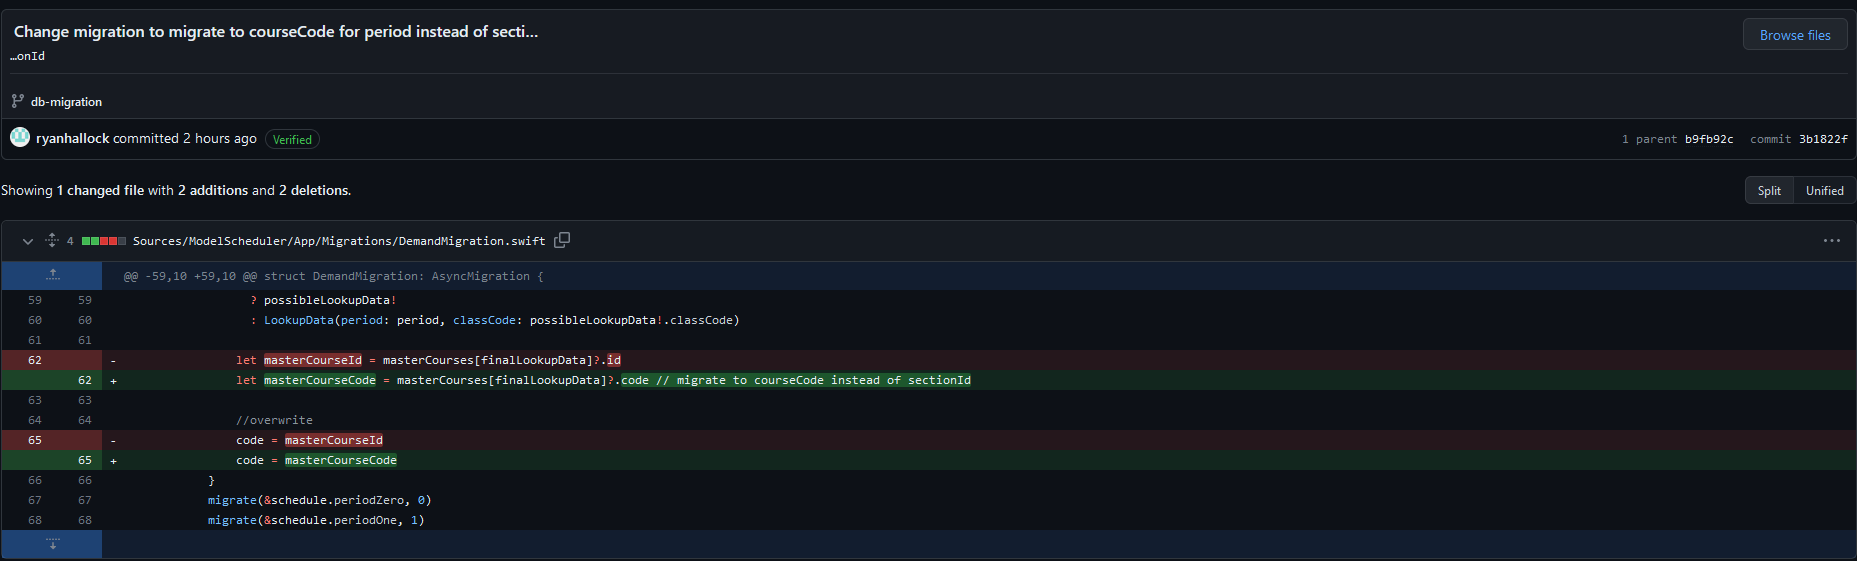 Change migration to migrate to courseCode for period instead of secti...
Browse files
…onId
db-migration
ryanhallock committed 2 hours ago Verified 1 parent b9fb92c commit 3b1822f
Showing 1 changed file with 2 additions and 2 deletions.
Split Unified
4 Sources/ModelScheduler/App/Migrations/DemandMigration.swift
@@ -59,10 +59,10 @@ struct DemandMigration: AsyncMigration {
59 59 ? possibleLookupData!
60 60 : LookupData(period: period, classCode: possibleLookupData!.classCode)
61 61
62 - let masterCourseId = masterCourses[finalLookupData]?.id
62 + let masterCourseCode = masterCourses[finalLookupData]?.code // migrate to courseCode instead of sectionId
63 63
64 64 //overwrite
65 - code = masterCourseId
65 + code = masterCourseCode
66 66 }
67 67 migrate(&schedule.periodZero, 0)
68 68 migrate(&schedule.periodOne, 1)